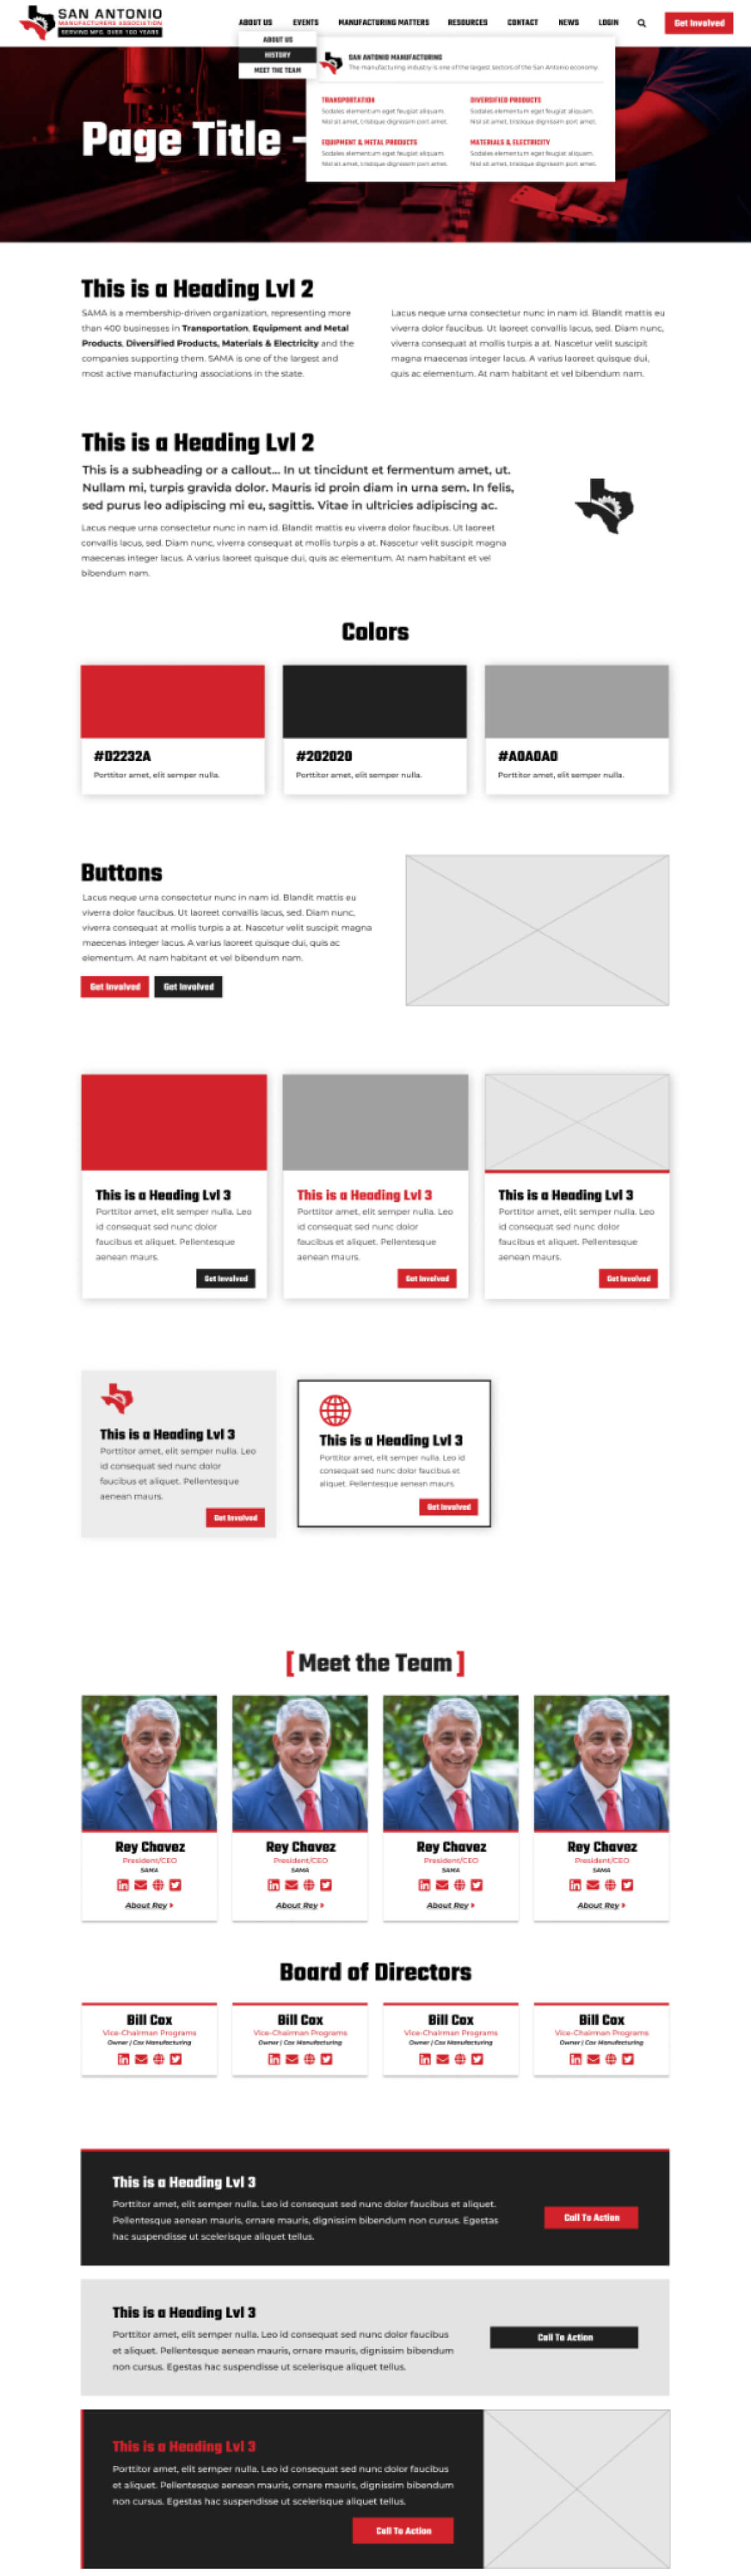 SAN ANTONIO
MANUFACTURERS ASSOCIATION
SERVING MFG. OVER 100 YEARS
ABOUT US EVENTS MANUFACTURING MATTERS RESOURCES CONTACT NEWS LOGIN
Get Involved
ABOUT US
HISTORY
MEET THE TEAM
SAN ANTONIO MANUFACTURING
The manufacturing industry is one of the largest sectors of the San Antonio economy.
TRANSPORTATION
Sodales elementum eget feugiat aliquam.
Nisl sit amet, tristique dignissim port amet.
DIVERSIFIED PRODUCTS
Sodales elementum eget feugiat aliquam.
Nisl sit amet, tristique dignissim port amet.
EQUIPMENT & METAL PRODUCTS
Sodales elementum eget feugiat aliquam.
Nisl sit amet, tristique dignissim port amet.
MATERIALS & ELECTRICITY
Sodales elementum eget feugiat aliquam.
Nisl sit amet, tristique dignissim port amet.
Page Title -
This is a Heading Lvl 2
SAMA is a membership-driven organization, representing more
than 400 businesses in Transportation, Equipment and Metal
Products, Diversified Products, Materials & Electricity and the
companies supporting them. SAMA is one of the largest and
most active manufacturing associations in the state.
Lacus neque urna consectetur nunc in nam id. Blandit mattis eu
viverra dolor faucibus. Ut laoreet convallis lacus, sed. Diam nunc,
viverra consequat at mollis turpis a at. Nascetur velit suscipit
magna maecenas integer lacus. A varius laoreet quisque dui,
quis ac elementum. At nam habitant et vel bibendum nam.
This is a Heading Lvl 2
This is a subheading or a callout... In ut tincidunt et fermentum amet, ut.
Nullam mi, turpis gravida dolor. Mauris id proin diam in urna sem. In felis,
sed purus leo adipiscing mi eu, sagittis. Vitae in ultricies adipiscing ac.
Lacus neque urna consectetur nunc in nam id. Blandit mattis eu viverra dolor faucibus. Ut laoreet
convallis lacus, sed. Diam nunc, viverra consequat at mollis turpis a at. Nascetur velit suscipit magna
maecenas integer lacus. A varius laoreet quisque dui, quis ac elementum. At nam habitant et vel
bibendum nam.
Colors
#D2232A
Porttitor amet, elit semper nulla.
#202020
Porttitor amet, elit semper nulla.
#A0A0A0
Porttitor amet, elit semper nulla.
Buttons
Lacus neque urna consectetur nunc in nam id. Blandit mattis eu
viverra dolor faucibus. Ut laoreet convallis lacus, sed. Diam nunc,
viverra consequat at mollis turpis a at. Nascetur velit suscipit magna
maecenas integer lacus. A varius laoreet quisque dui, quis ac
elementum. At nam habitant et vel bibendum nam.
Get Involved Get Involved
This is a Heading Lvl 3
Porttitor amet, elit semper nulla. Leo
id consequat sed nunc dolor
faucibus et aliquet. Pellentesque
aenean maurs.
Get Involved
This is a Heading Lvl 3
Porttitor amet, elit semper nulla. Leo
id consequat sed nunc dolor
faucibus et aliquet. Pellentesque
aenean maurs.
Get Involved
This is a Heading Lvl 3
Porttitor amet, elit semper nulla. Leo
id consequat sed nunc dolor
faucibus et aliquet. Pellentesque
aenean maurs.
Get Involved
This is a Heading Lvl 3
Porttitor amet, elit semper nulla. Leo
id consequat sed nunc dolor
faucibus et aliquet. Pellentesque
aenean maurs.
Get Involved
This is a Heading Lvl 3
Porttitor amet, elit semper nulla. Leo id
consequat sed nunc dolor faucibus et
aliquet. Pellentesque aenean maurs.
Get Involved
[ Meet the Team ]
Rey Chavez
President/CEO
SAMA
About Rey
Rey Chavez
President/CEO
SAMA
About Rey
Rey Chavez
President/CEO
SAMA
About Rey
Rey Chavez
President/CEO
SAMA
About Rey
Board of Directors
Bill Cox
Vice-Chairman Programs
Owner | Cox Manufacturing
Bill Cox
Vice-Chairman Programs
Owner | Cox Manufacturing
Bill Cox
Vice-Chairman Programs
Owner | Cox Manufacturing
Bill Cox
Vice-Chairman Programs
Owner | Cox Manufacturing
This is a Heading Lvl 3
Porttitor amet, elit semper nulla. Leo id consequat sed nunc dolor faucibus et aliquet.
Pellentesque aenean mauris, ornare mauris, dignissim bibendum non cursus. Egestas
hac suspendisse ut scelerisque aliquet tellus.
Call To Action
This is a Heading Lvl 3
Porttitor amet, elit semper nulla. Leo id consequat sed nunc dolor faucibus
et aliquet. Pellentesque aenean mauris, ornare mauris, dignissim bibendum
non cursus. Egestas hac suspendisse ut scelerisque aliquet tellus.
Call To Action
This is a Heading Lvl 3
Porttitor amet, elit semper nulla. Leo id consequat sed nunc dolor faucibus
et aliquet. Pellentesque aenean mauris, ornare mauris, dignissim bibendum
non cursus. Egestas hac suspendisse ut scelerisque aliquet tellus.
Call To Action